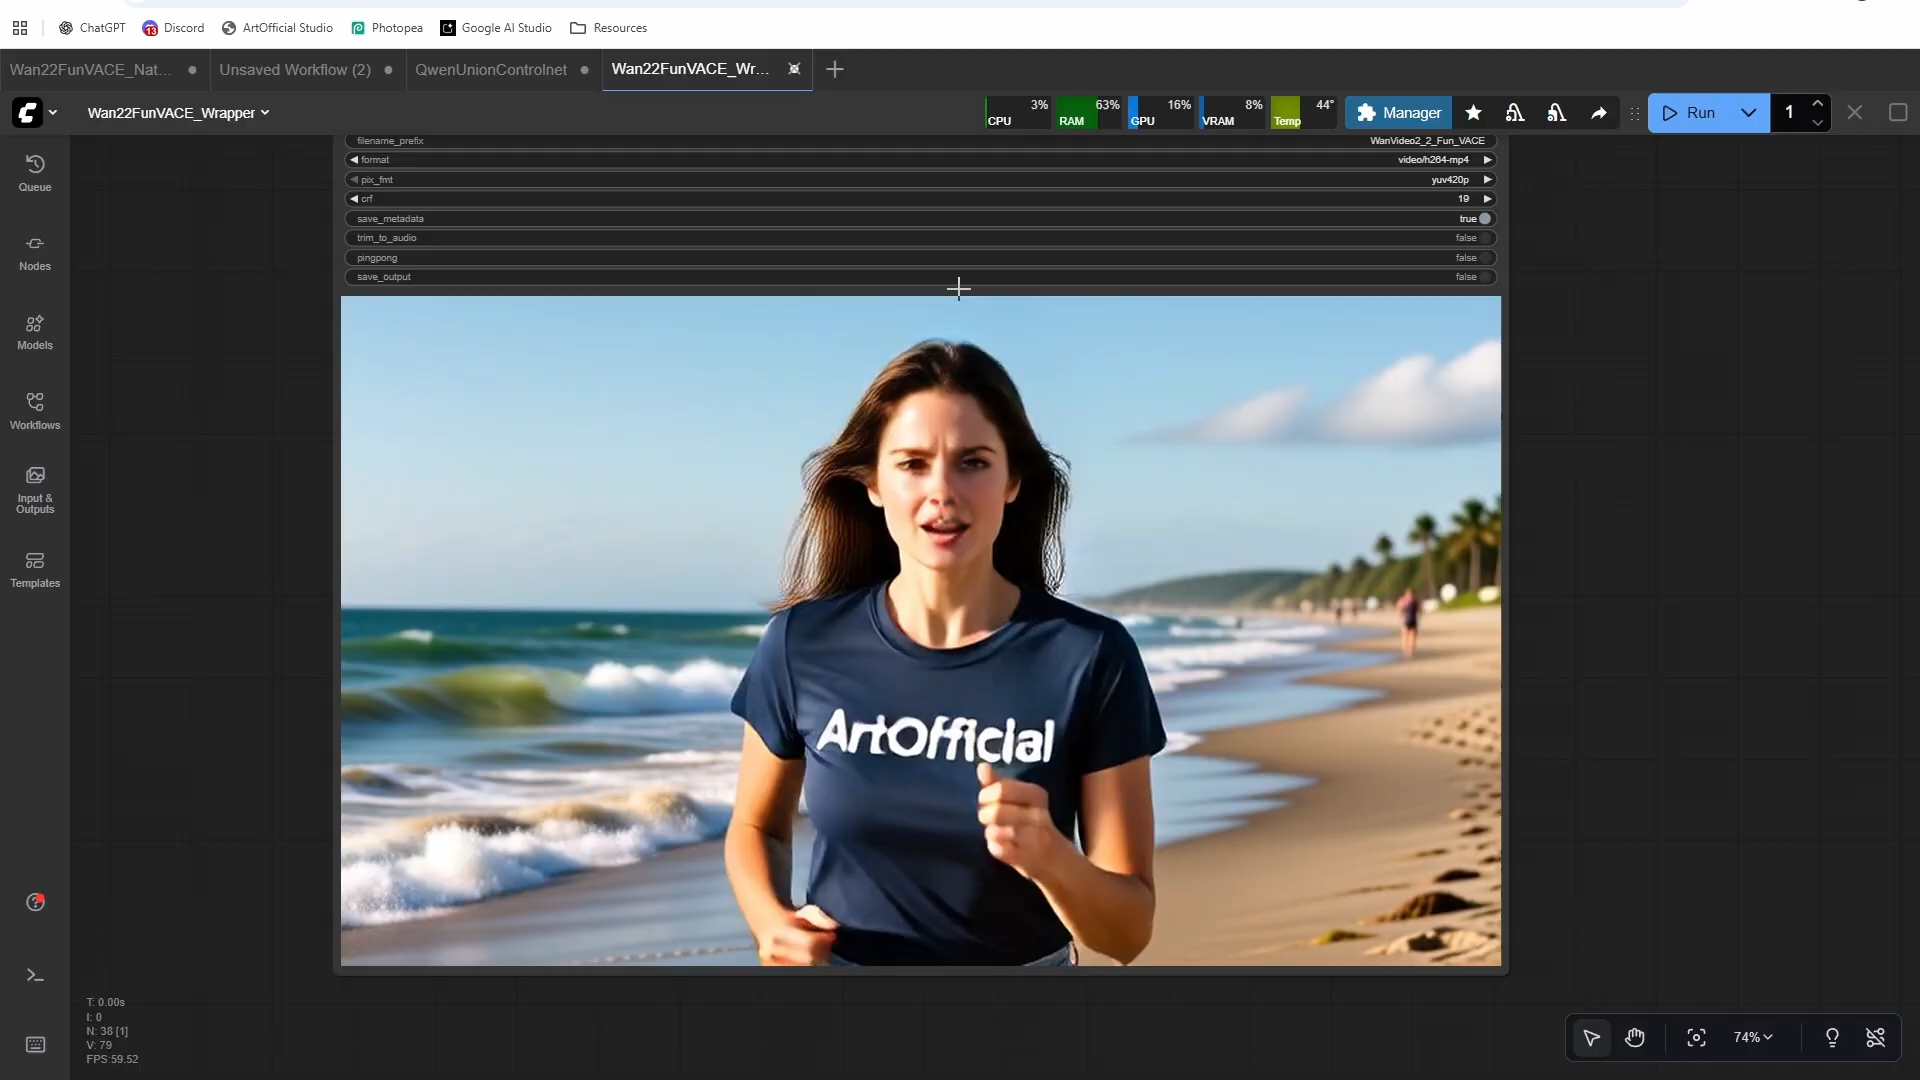 ChatGPT
13
Discord
ArtOfficial Studio
Photopea
Google AI Studio
Resources
Wan22FunVACE_Nat...
Unsaved Workflow (2)
QwenUnionControlnet
Wan22FunVACE_Wr...
Wan22FunVACE_Wrapper
CPU 3%
RAM 63%
GPU 16%
VRAM 8%
Temp 44°
Manager
Run
1
filename_prefix WanVideo2_2_Fun_VACE
format video/h264-mp4
pix_fmt yuv420p
crf 19
save_metadata true
trim_to_audio false
pingpong false
save_output false
Queue
Nodes
Models
Workflows
Input &
Outputs
Templates
ArtOfficial
T: 0.00s
I: 0
N: 38 [1]
V: 79
FPS:59.52
74%